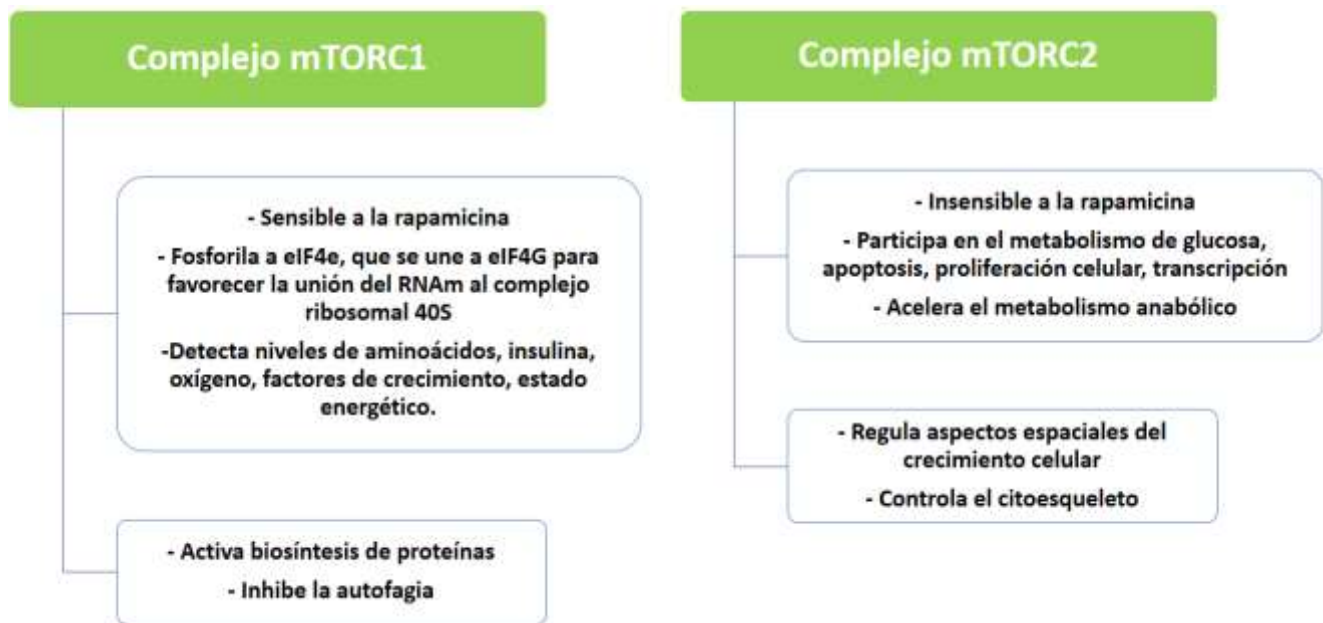 Complejo mTORC1
- Sensible a la rapamicina
- Fosforila a eIF4e, que se une a eIF4G para
favorecer la unión del RNAm al complejo
ribosomal 40S
-Detecta niveles de aminoácidos, insulina,
oxígeno, factores de crecimiento, estado
energético.
- Activa biosíntesis de proteínas
- Inhibe la autofagia
Complejo mTORC2
- Insensible a la rapamicina
- Participa en el metabolismo de glucosa,
apoptosis, proliferación celular, transcripción
- Acelera el metabolismo anabólico
- Regula aspectos espaciales del
crecimiento celular
- Controla el citoesqueleto